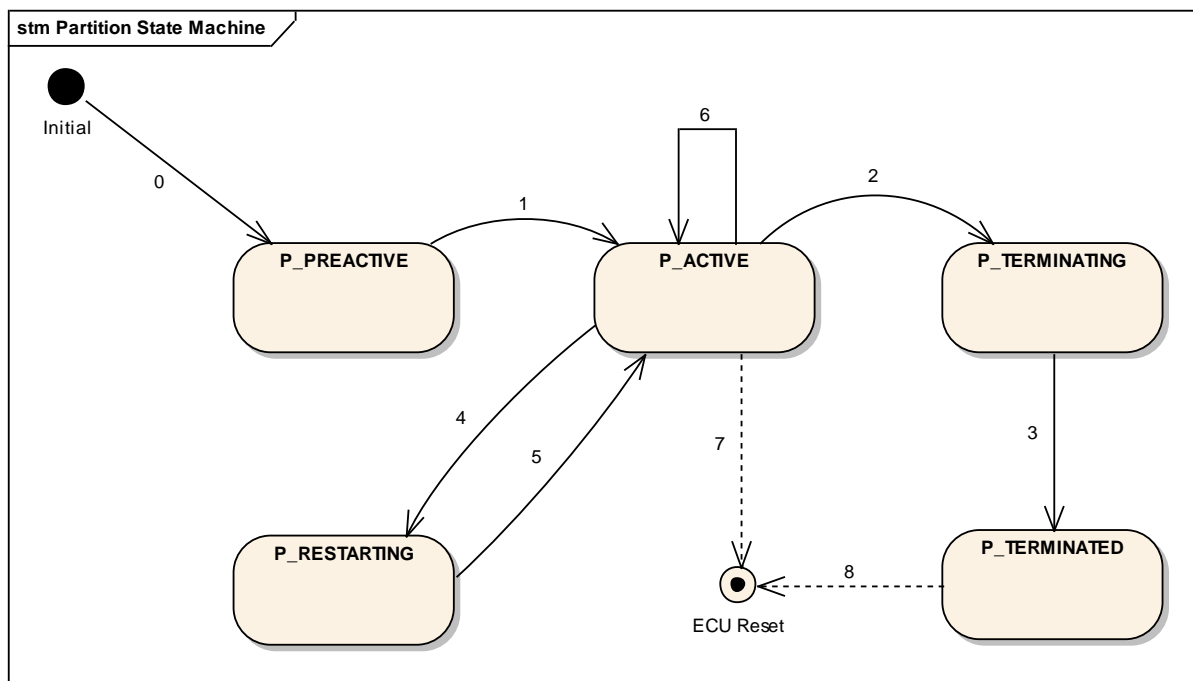 stm Partition State Machine
Initial
0
6
1
2
P_PREACTIVE
P_ACTIVE
P_TERMINATING
4
5
7
3
P_RESTARTING
P_TERMINATED
8
ECU Reset